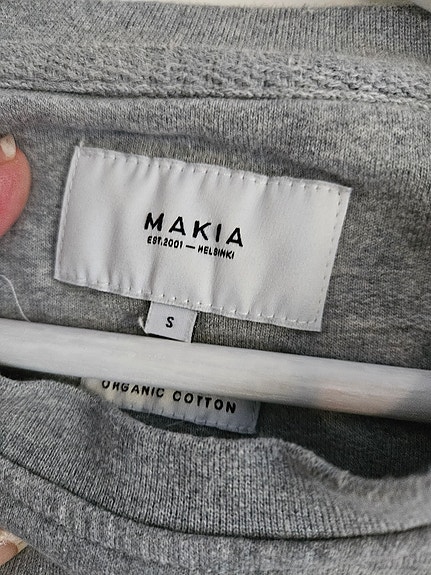 MAKIA
EST.2001 — HELSINKI
S
ORGANIC COTTON